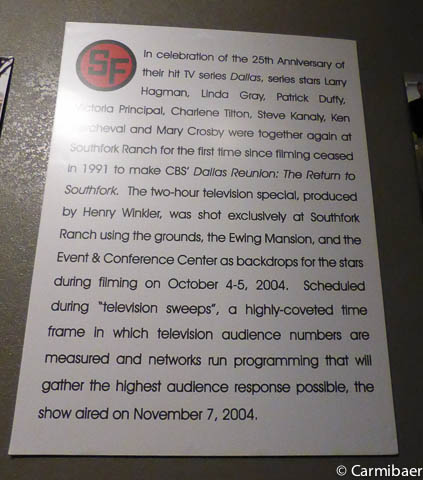 SF
In celebration of the 25th Anniversary of
their hit TV series Dallas, series stars Larry
Hagman, Linda Gray, Patrick Duffy,
Victoria Principal, Charlene Tilton, Steve Kanaly, Ken
Kercheval and Mary Crosby were together again at
Southfork Ranch for the first time since filming ceased
in 1991 to make CBS' Dallas Reunion: The Return to
Southfork. The two-hour television special, produced
by Henry Winkler, was shot exclusively at Southfork
Ranch using the grounds, the Ewing Mansion, and the
Event & Conference Center as backdrops for the stars
during filming on October 4-5, 2004. Scheduled
during "television sweeps", a highly-coveted time
frame in which television audience numbers are
measured and networks run programming that will
gather the highest audience response possible, the
show aired on November 7, 2004.
© Carmibaer